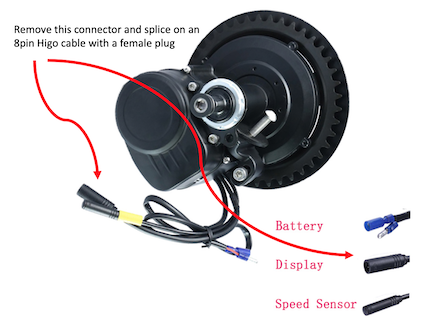 Remove this connector and splice on an
8pin Higo cable with a female plug
Battery
Display
Speed Sensor